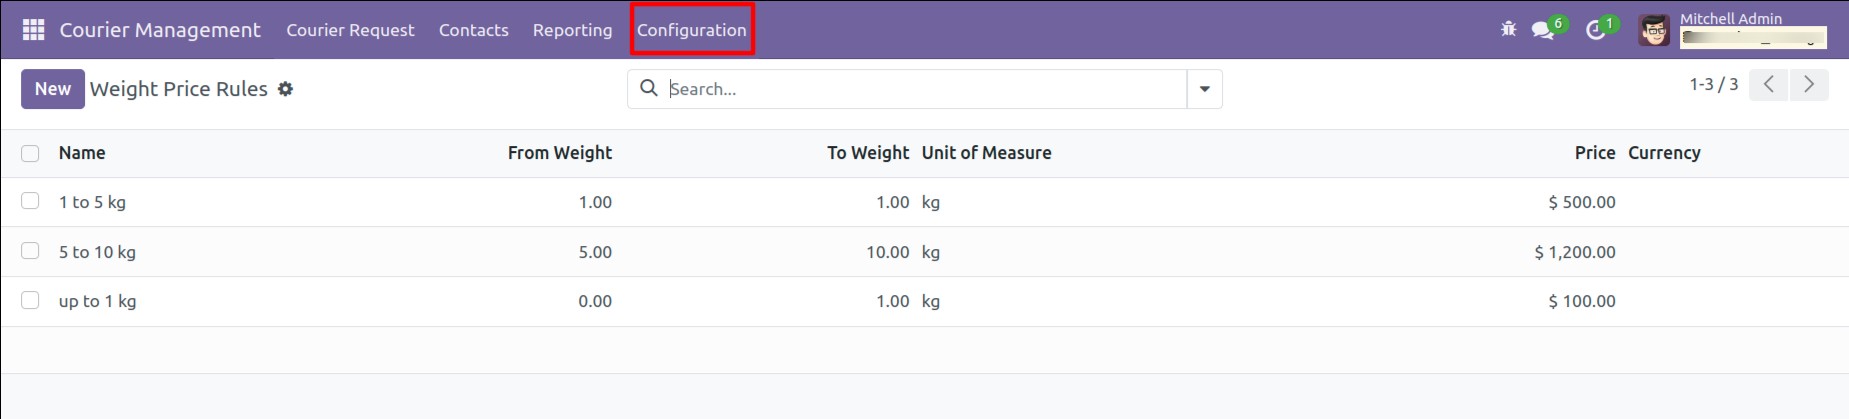 Courier Management Courier Request Contacts Reporting Configuration 6 1 Mitchell Admin
New Weight Price Rules Search... 1-3 / 3
Name From Weight To Weight Unit of Measure Price Currency
1 to 5 kg 1.00 1.00 kg $ 500.00
5 to 10 kg 5.00 10.00 kg $ 1,200.00
up to 1 kg 0.00 1.00 kg $ 100.00